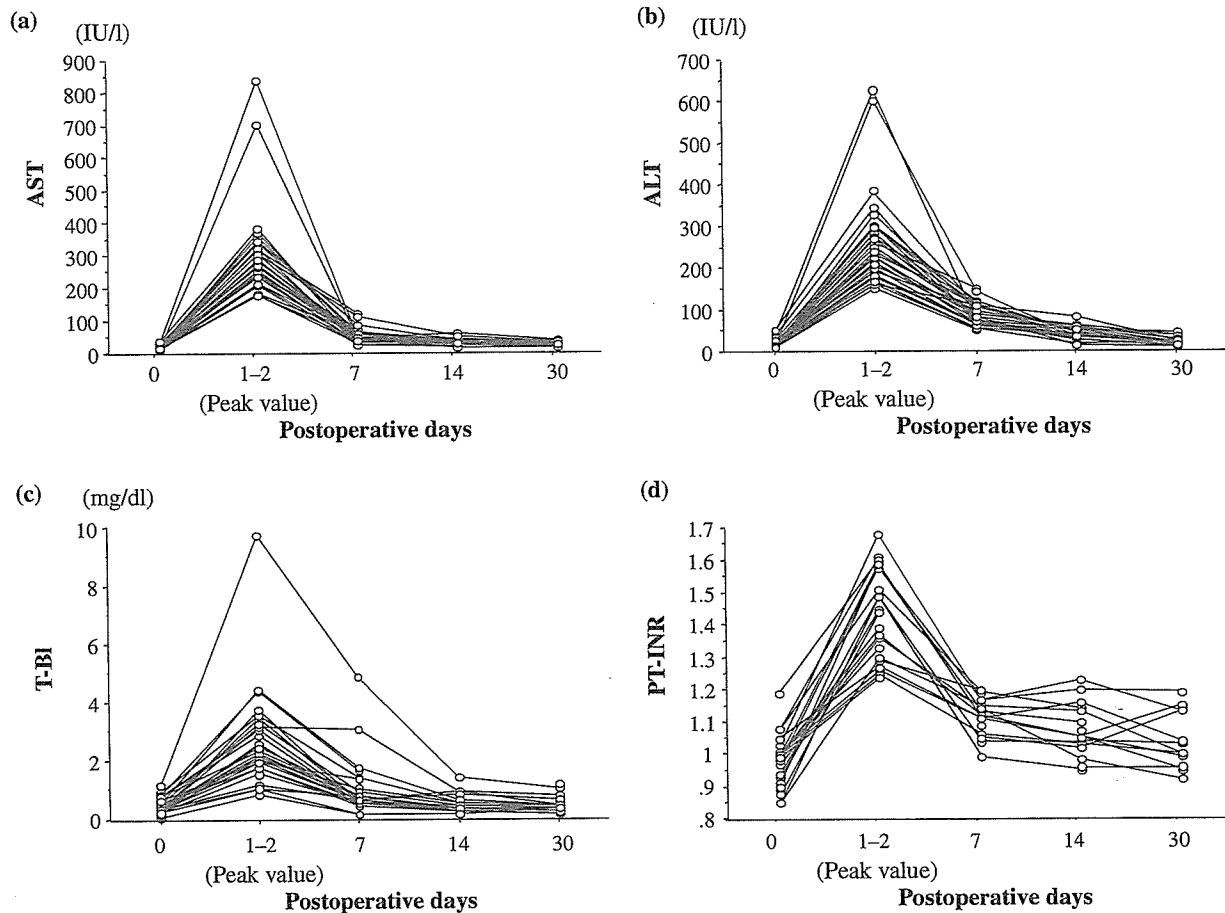 (a)
(IU/l)
900
800
700
600
500
400
300
200
100
0
AST
0
1–2
7
14
30
(Peak value)
Postoperative days
(b)
(IU/l)
700
600
500
400
300
200
100
0
ALT
0
1–2
7
14
30
(Peak value)
Postoperative days
(c)
(mg/dl)
10
8
6
4
2
0
T-Bl
0
1–2
7
14
30
(Peak value)
Postoperative days
(d)
1.7
1.6
1.5
1.4
1.3
1.2
1.1
1
.9
.8
PT-INR
0
1–2
7
14
30
(Peak value)
Postoperative days